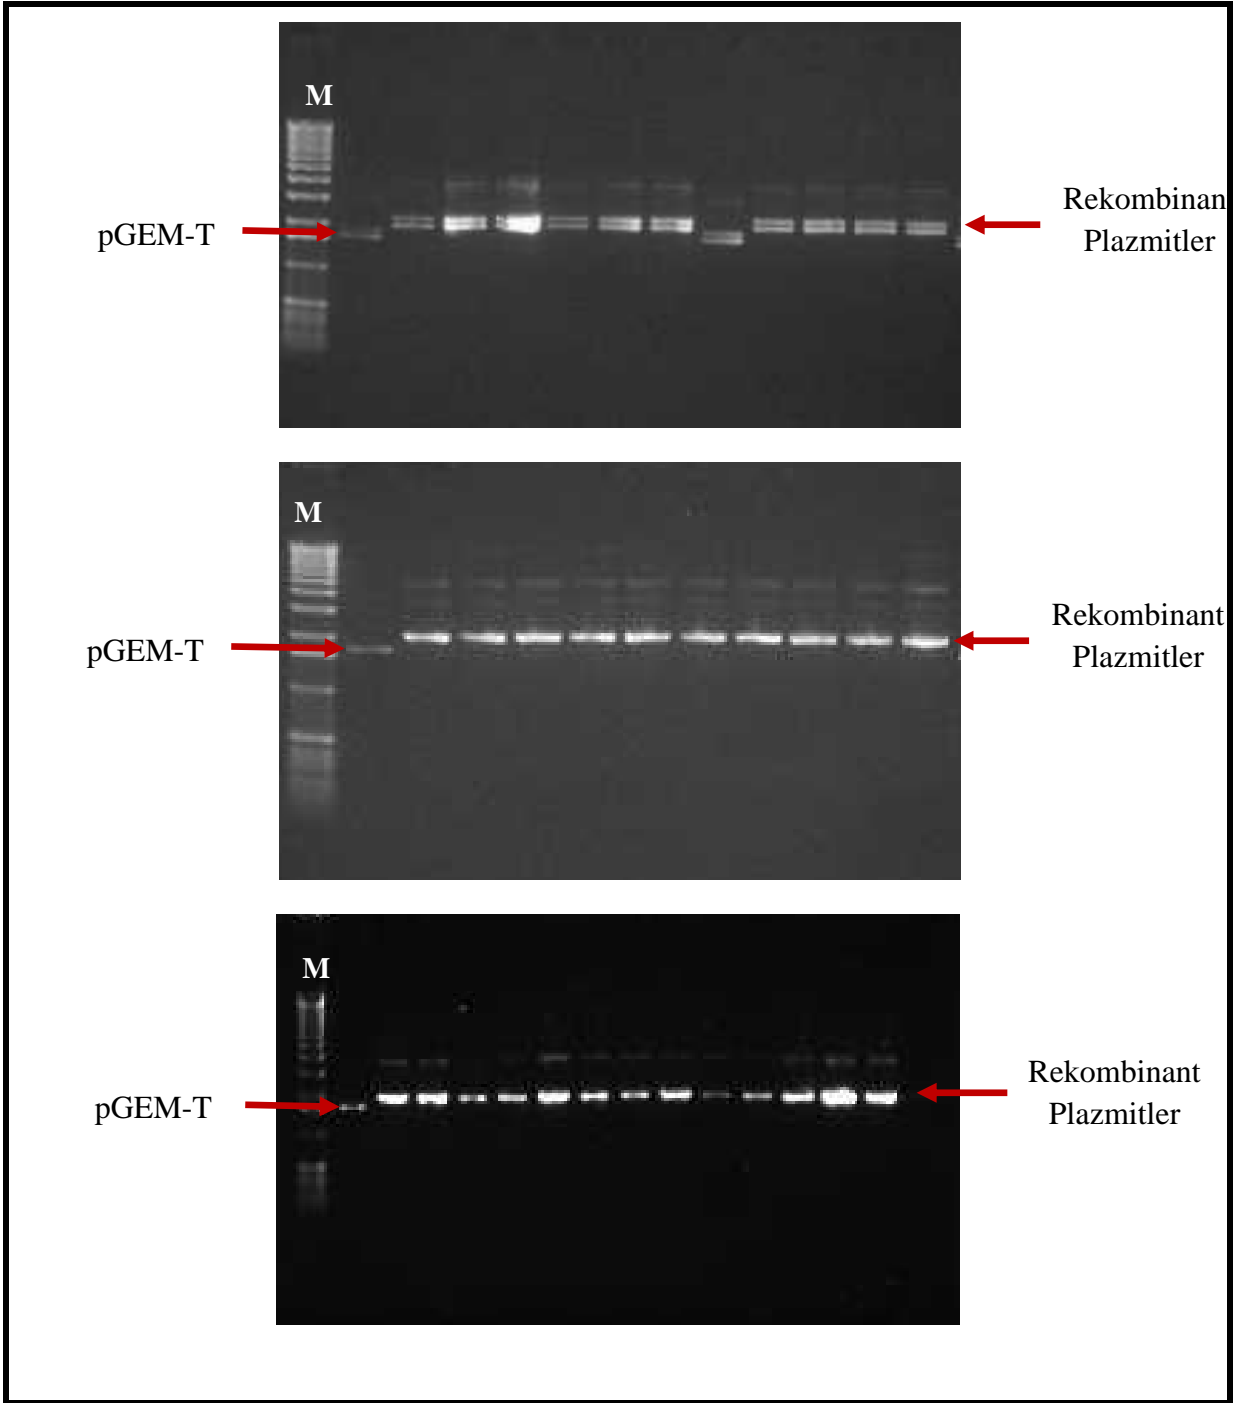 M
pGEM-T
Rekombinan
Plazmitler
M
pGEM-T
Rekombinant
Plazmitler
M
pGEM-T
Rekombinant
Plazmitler